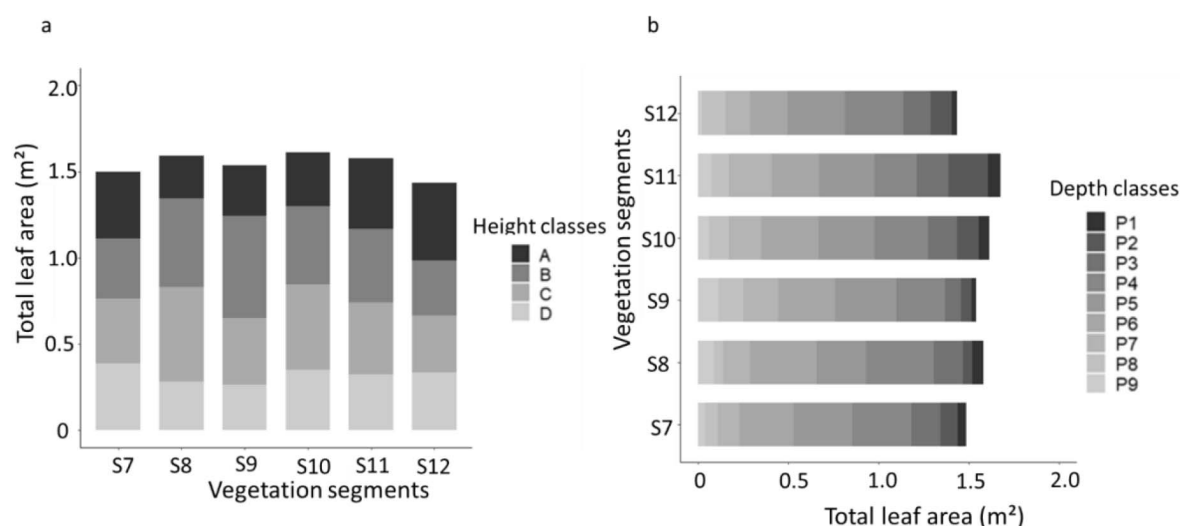 a
2.0
1.5
1.0
0.5
0
Total leaf area (m²)
S7 S8 S9 S10 S11 S12
Vegetation segments
Height classes
A
B
C
D
b
S12
S11
S10
S9
S8
S7
Vegetation segments
0 0.5 1.0 1.5 2.0
Total leaf area (m²)
Depth classes
P1
P2
P3
P4
P5
P6
P7
P8
P9